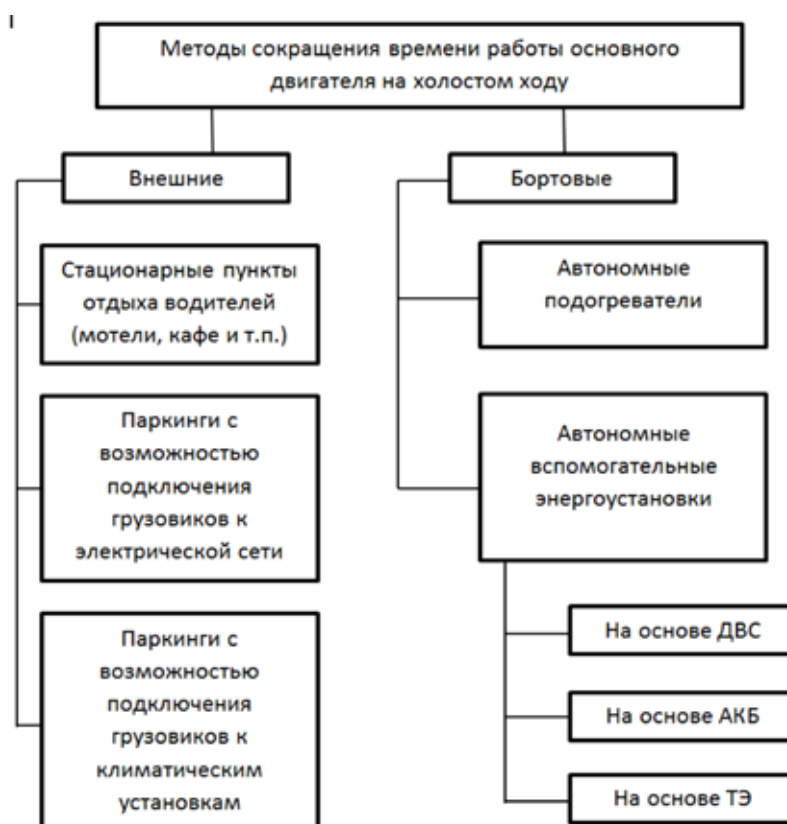 Методы сокращения времени работы основного
двигателя на холостом ходу
Внешние
Стационарные пункты
отдыха водителей
(мотели, кафе и т.п.)
Паркинги с
возможностью
подключения
грузовиков к
электрической сети
Паркинги с
возможностью
подключения
грузовиков к
климатическим
установкам
Бортовые
Автономные
подогреватели
Автономные
вспомогательные
энергоустановки
На основе ДВС
На основе АКБ
На основе ТЭ